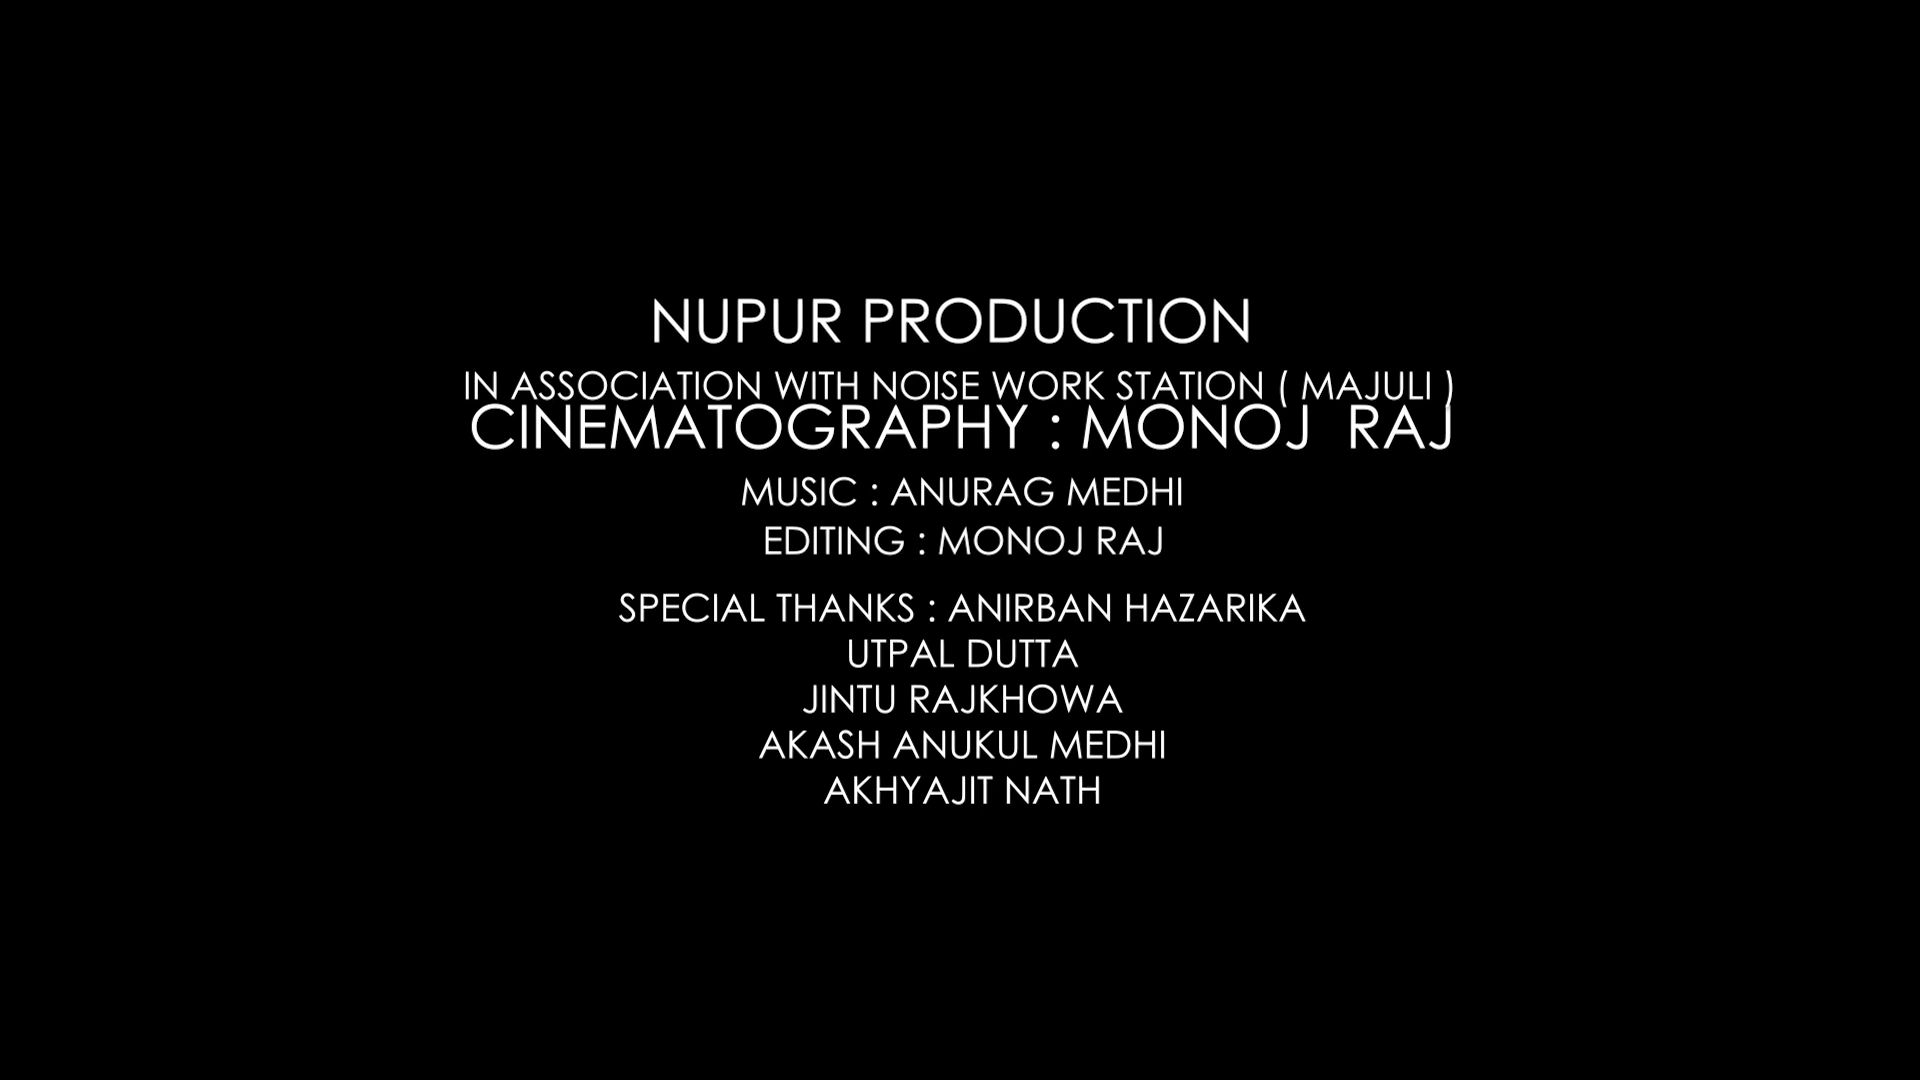 NUPUR PRODUCTION
IN ASSOCIATION WITH NOISE WORK STATION ( MAJULI )
CINEMATOGRAPHY : MONOJ  RAJ
MUSIC : ANURAG MEDHI
EDITING : MONOJ RAJ
SPECIAL THANKS : ANIRBAN HAZARIKA
UTPAL DUTTA
JINTU RAJKHOWA
AKASH ANUKUL MEDHI
AKHYAJIT NATH